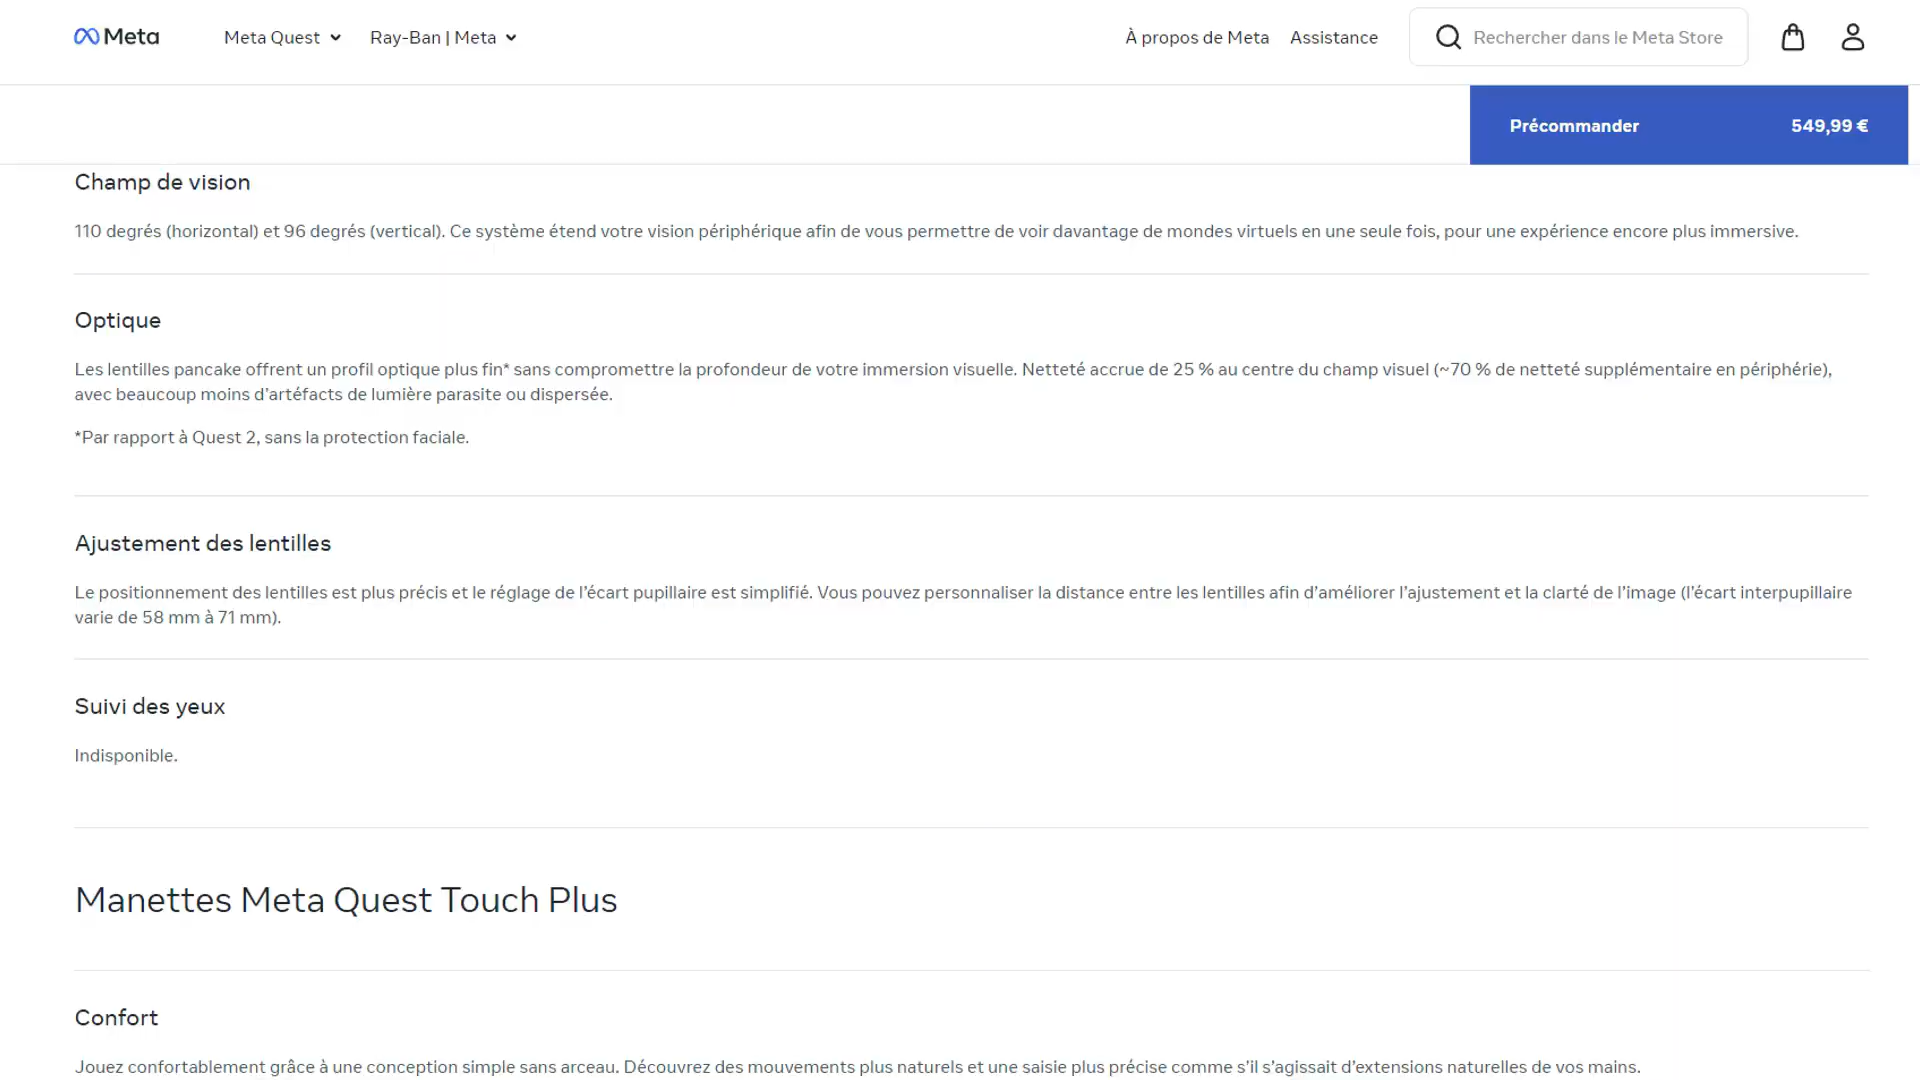 Meta
Meta Quest
Ray-Ban | Meta
À propos de Meta
Assistance
Rechercher dans le Meta Store
Précommander
549,99 €
Champ de vision
110 degrés (horizontal) et 96 degrés (vertical). Ce système étend votre vision périphérique afin de vous permettre de voir davantage de mondes virtuels en une seule fois, pour une expérience encore plus immersive.
Optique
Les lentilles pancake offrent un profil optique plus fin* sans compromettre la profondeur de votre immersion visuelle. Netteté accrue de 25 % au centre du champ visuel (~70 % de netteté supplémentaire en périphérie),
avec beaucoup moins d’artéfacts de lumière parasite ou dispersée.
*Par rapport à Quest 2, sans la protection faciale.
Ajustement des lentilles
Le positionnement des lentilles est plus précis et le réglage de l’écart pupillaire est simplifié. Vous pouvez personnaliser la distance entre les lentilles afin d’améliorer l’ajustement et la clarté de l’image (l’écart interpupillaire
varie de 58 mm à 71 mm).
Suivi des yeux
Indisponible.
Manettes Meta Quest Touch Plus
Confort
Jouez confortablement grâce à une conception simple sans arceau. Découvrez des mouvements plus naturels et une saisie plus précise comme s’il s’agissait d’extensions naturelles de vos mains.